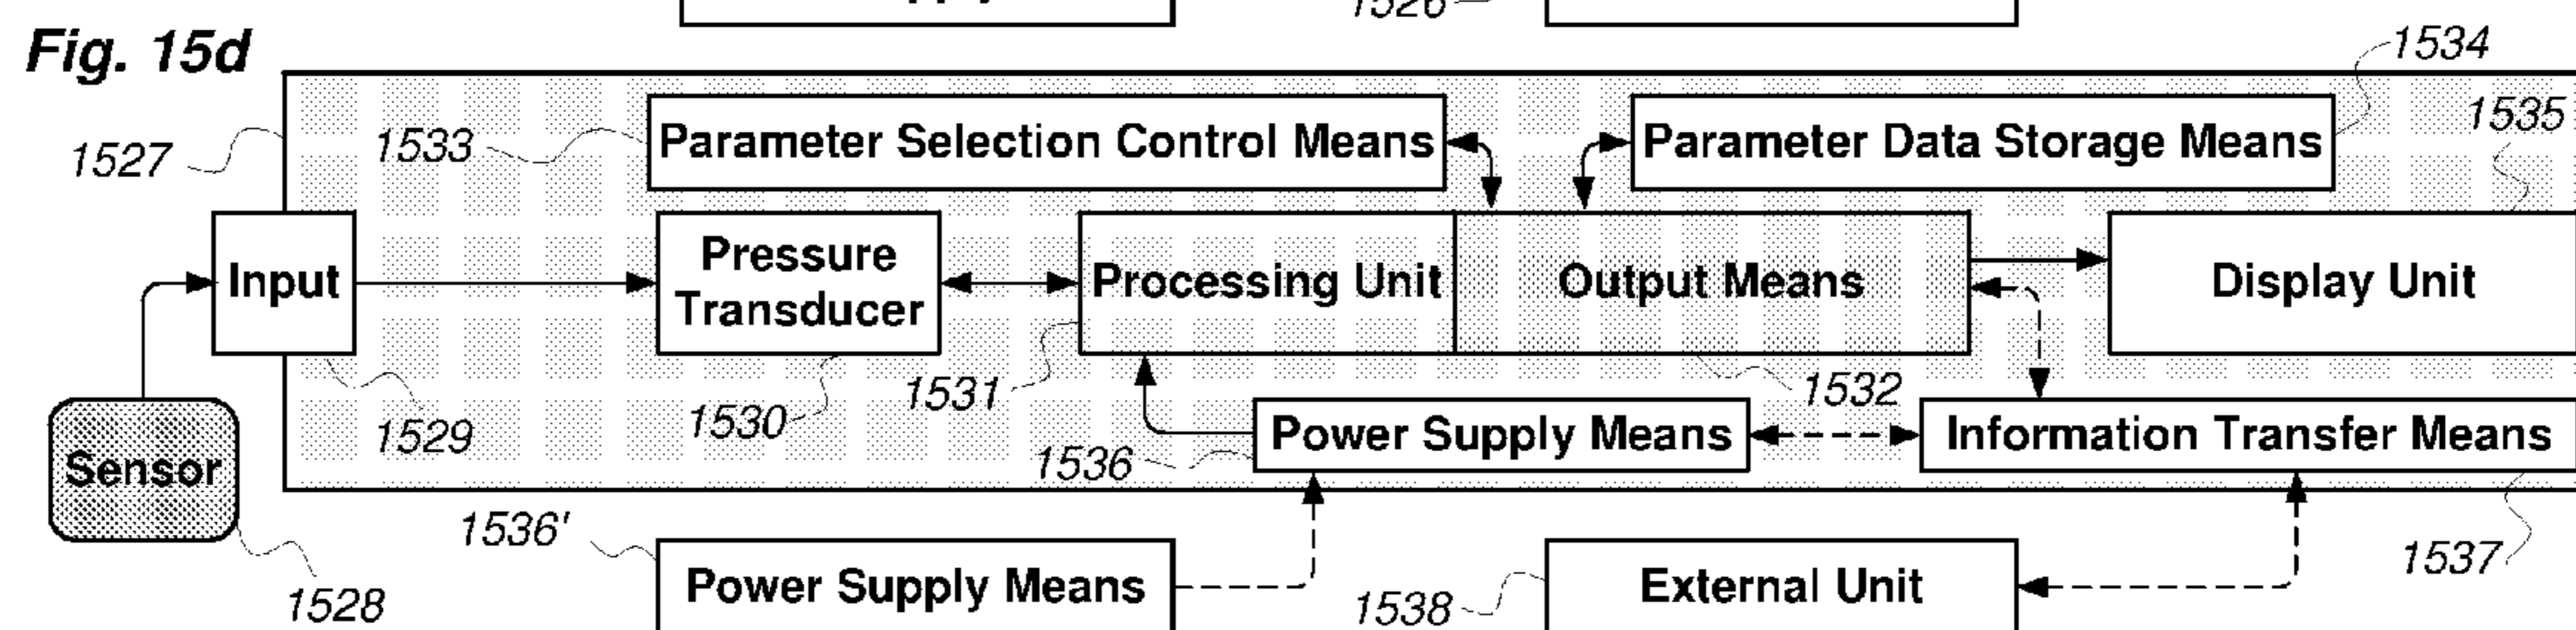 1526
Fig. 15d
1534
1527
1533
Parameter Selection Control Means
Parameter Data Storage Means
1535
Input
Pressure
Transducer
Processing Unit
Output Means
Display Unit
1529
1530
1531
1532
Sensor
1536
Power Supply Means
Information Transfer Means
1528
1536'
Power Supply Means
1538
External Unit
1537